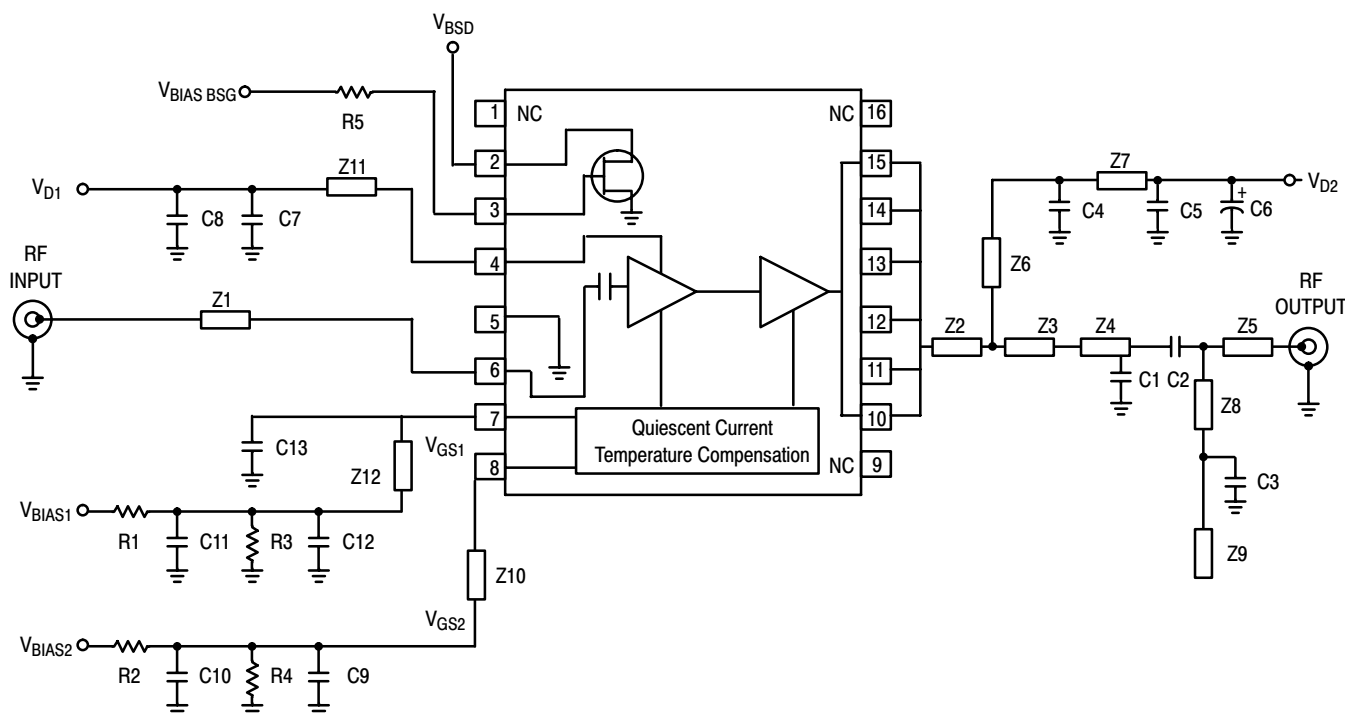 VBSD
VBIAS BSG
R5
1
NC
NC
16
2
15
Z11
VD1
C8
C7
3
14
4
13
Z7
VD2
C4
C5
+
C6
Z6
RF
INPUT
Z1
5
12
RF
OUTPUT
Z2
Z3
Z4
Z5
6
11
C1
C2
7
10
Z8
Quiescent Current
Temperature Compensation
C13
VGS1
Z12
8
NC
9
C3
VBIAS1
R1
C11
R3
C12
Z10
Z9
VGS2
VBIAS2
R2
C10
R4
C9